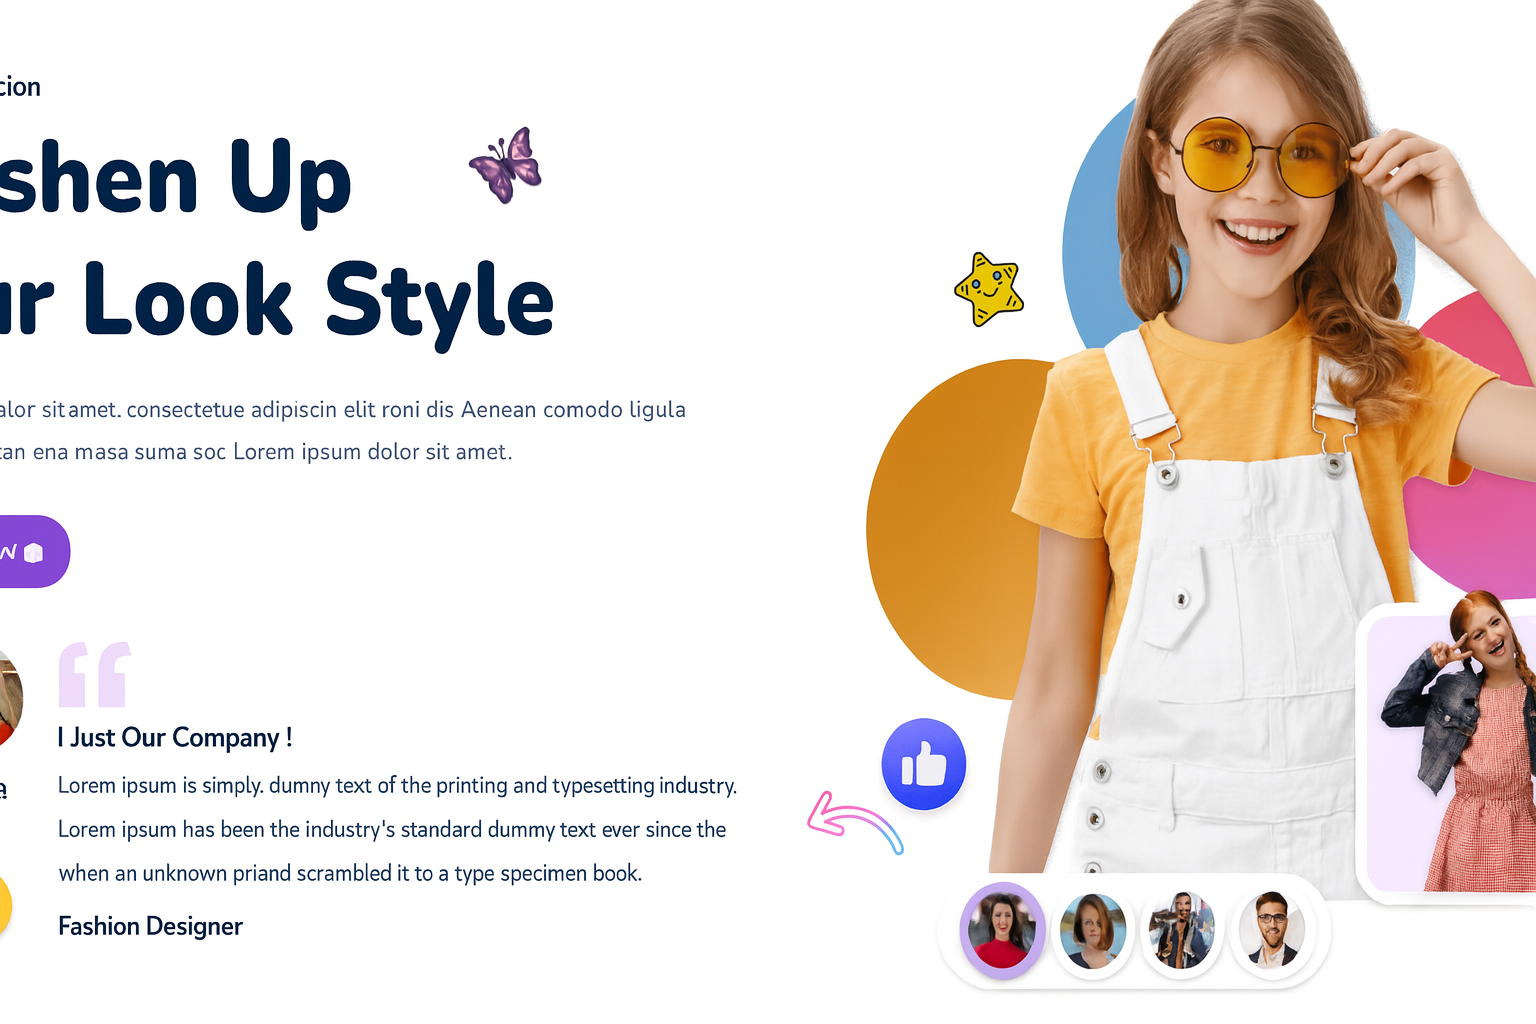 cion
shen Up
ur Look Style
alor sit amet. consectetue adipiscin elit roni dis Aenean comodo ligula
tan ena masa suma soc Lorem ipsum dolor sit amet.
I Just Our Company !
Lorem ipsum is simply. dumny text of the printing and typesetting industry.
Lorem ipsum has been the industry's standard dummy text ever since the
when an unknown priand scrambled it to a type specimen book.
Fashion Designer